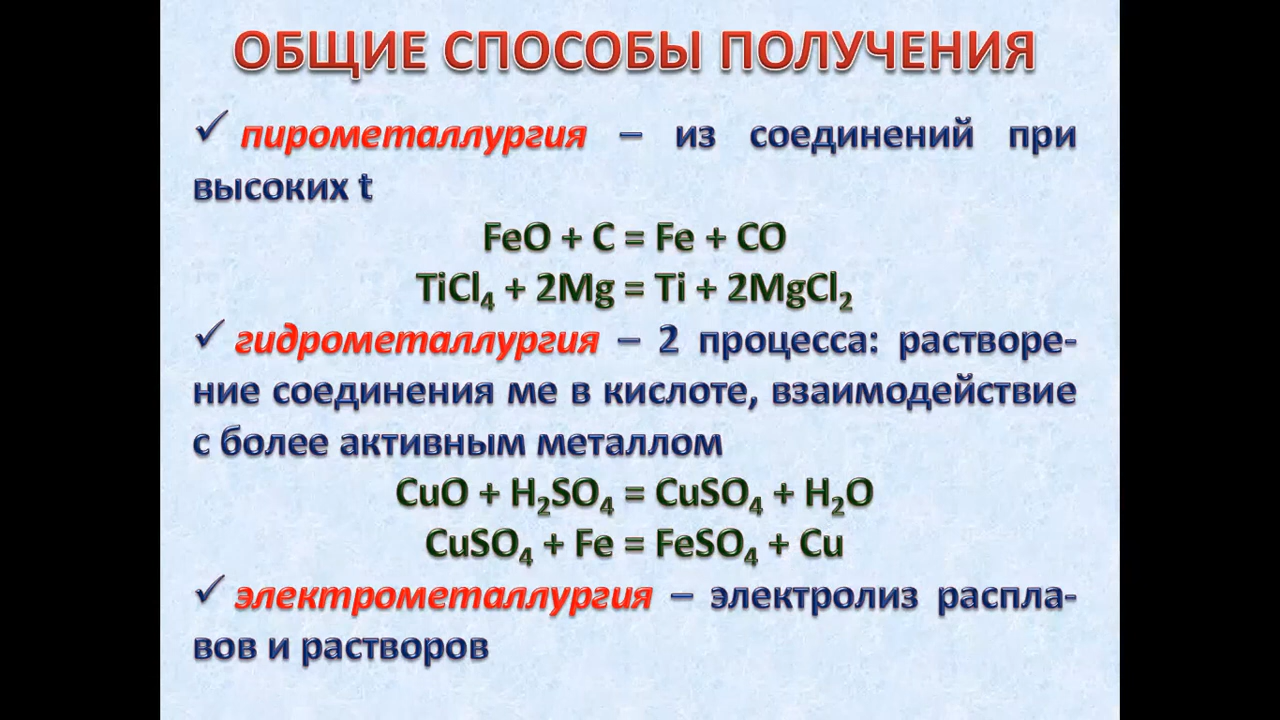 ОБЩИЕ СПОСОБЫ ПОЛУЧЕНИЯ
✓ пирометаллургия – из соединений при
высоких t
FeO + C = Fe + CO
TiCl₄ + 2Mg = Ti + 2MgCl₂
✓ гидрометаллургия – 2 процесса: растворе-
ние соединения ме в кислоте, взаимодействие
с более активным металлом
CuO + H₂SO₄ = CuSO₄ + H₂O
CuSO₄ + Fe = FeSO₄ + Cu
✓ электрометаллургия – электролиз распла-
вов и растворов